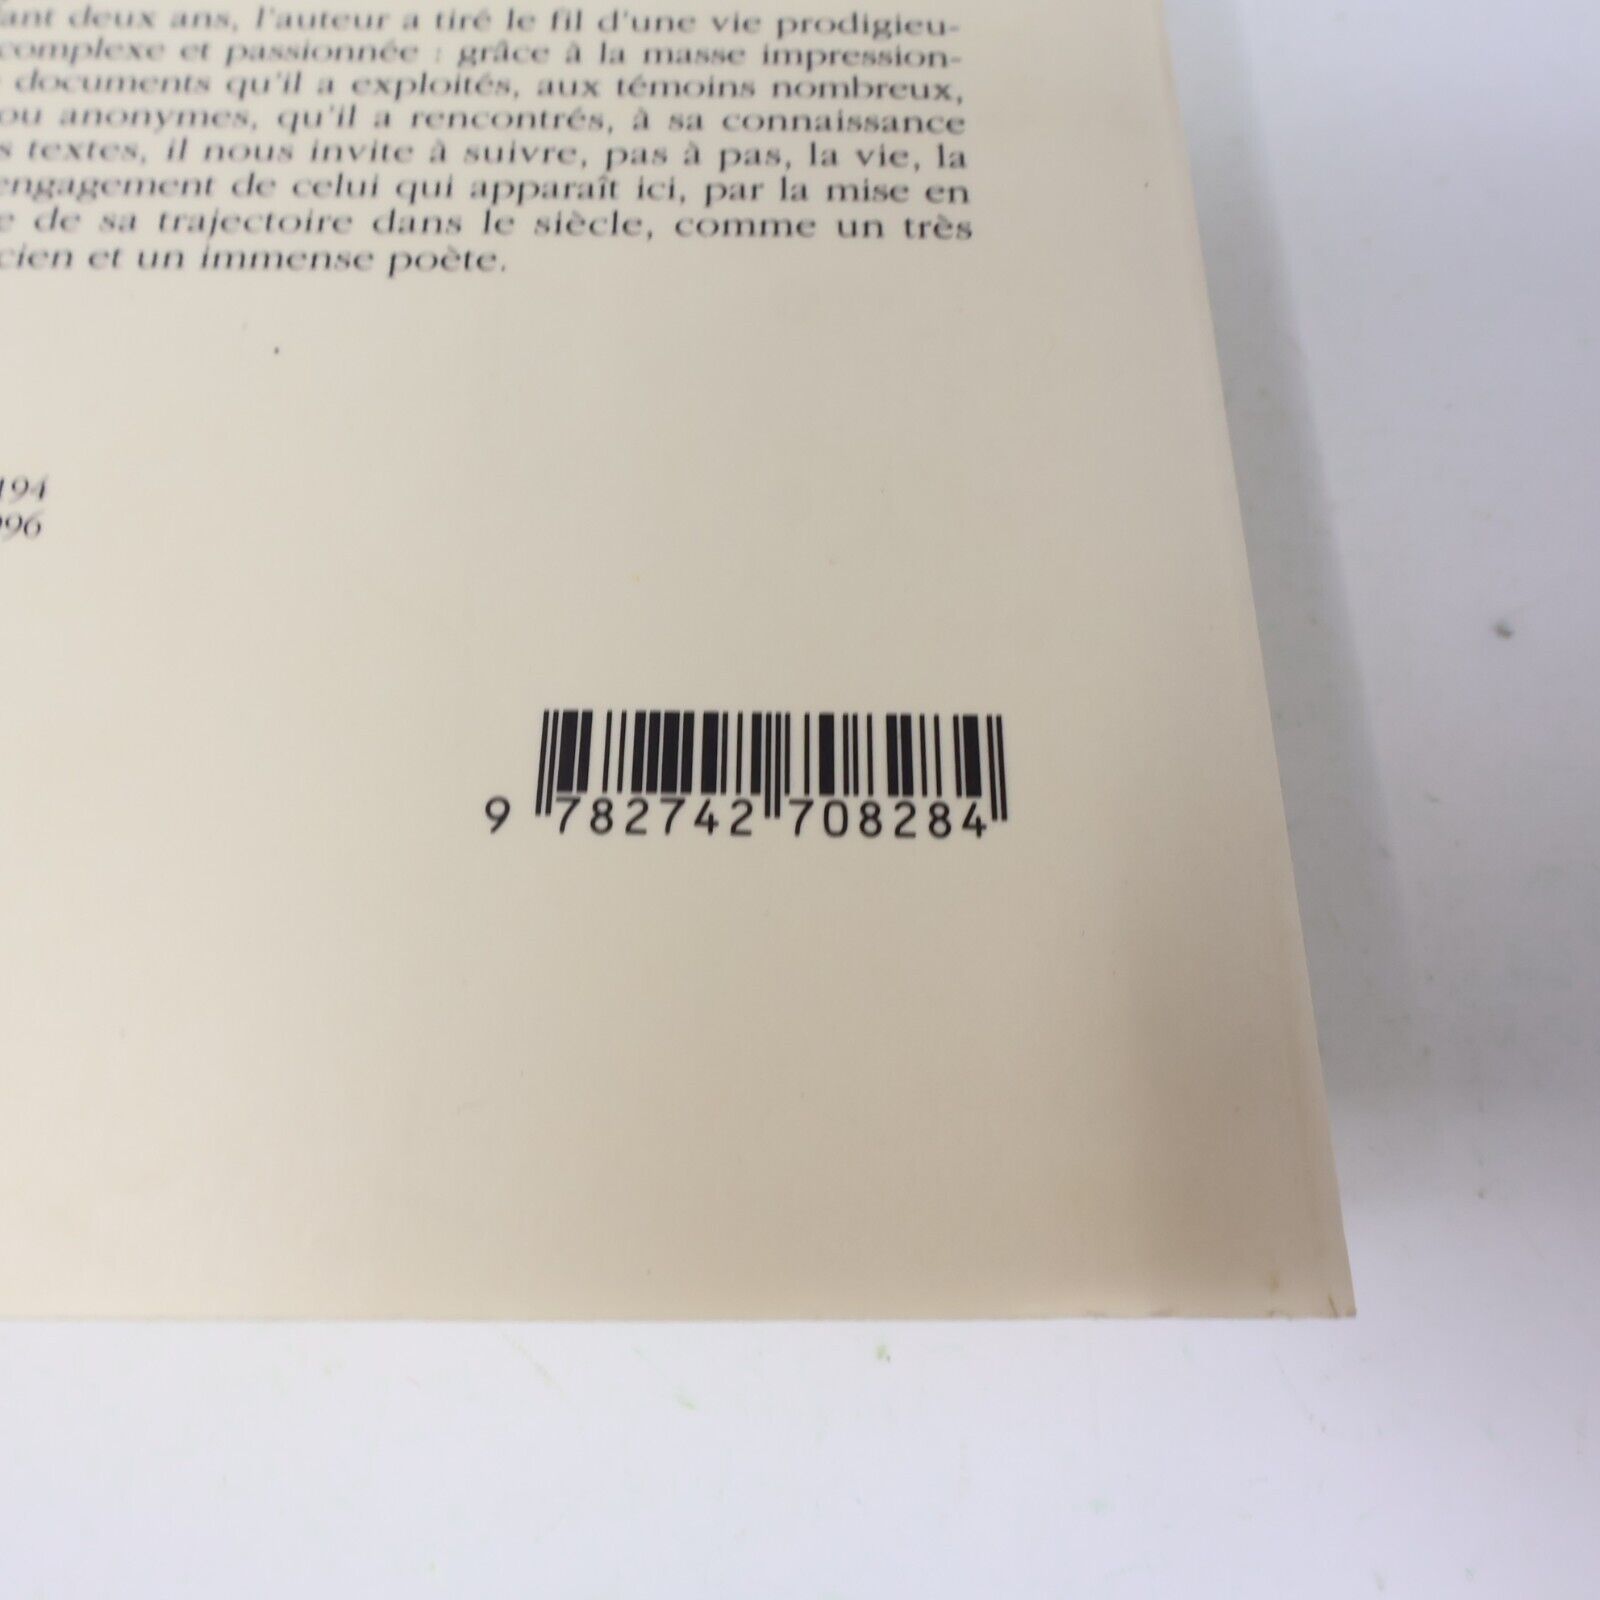 deux ans, l'auteur a tiré le fil d'une vie prodigieu-
complexe et passionnée : grâce à la masse impression-
documents qu'il a exploités, aux témoins nombreux,
ou anonymes, qu'il a rencontrés, à sa connaissance
textes, il nous invite à suivre, pas à pas, la vie, la
engagement de celui qui apparaît ici, par la mise en
de sa trajectoire dans le siècle, comme un très
cien et un immense poète.
194
96
9 782742 708284